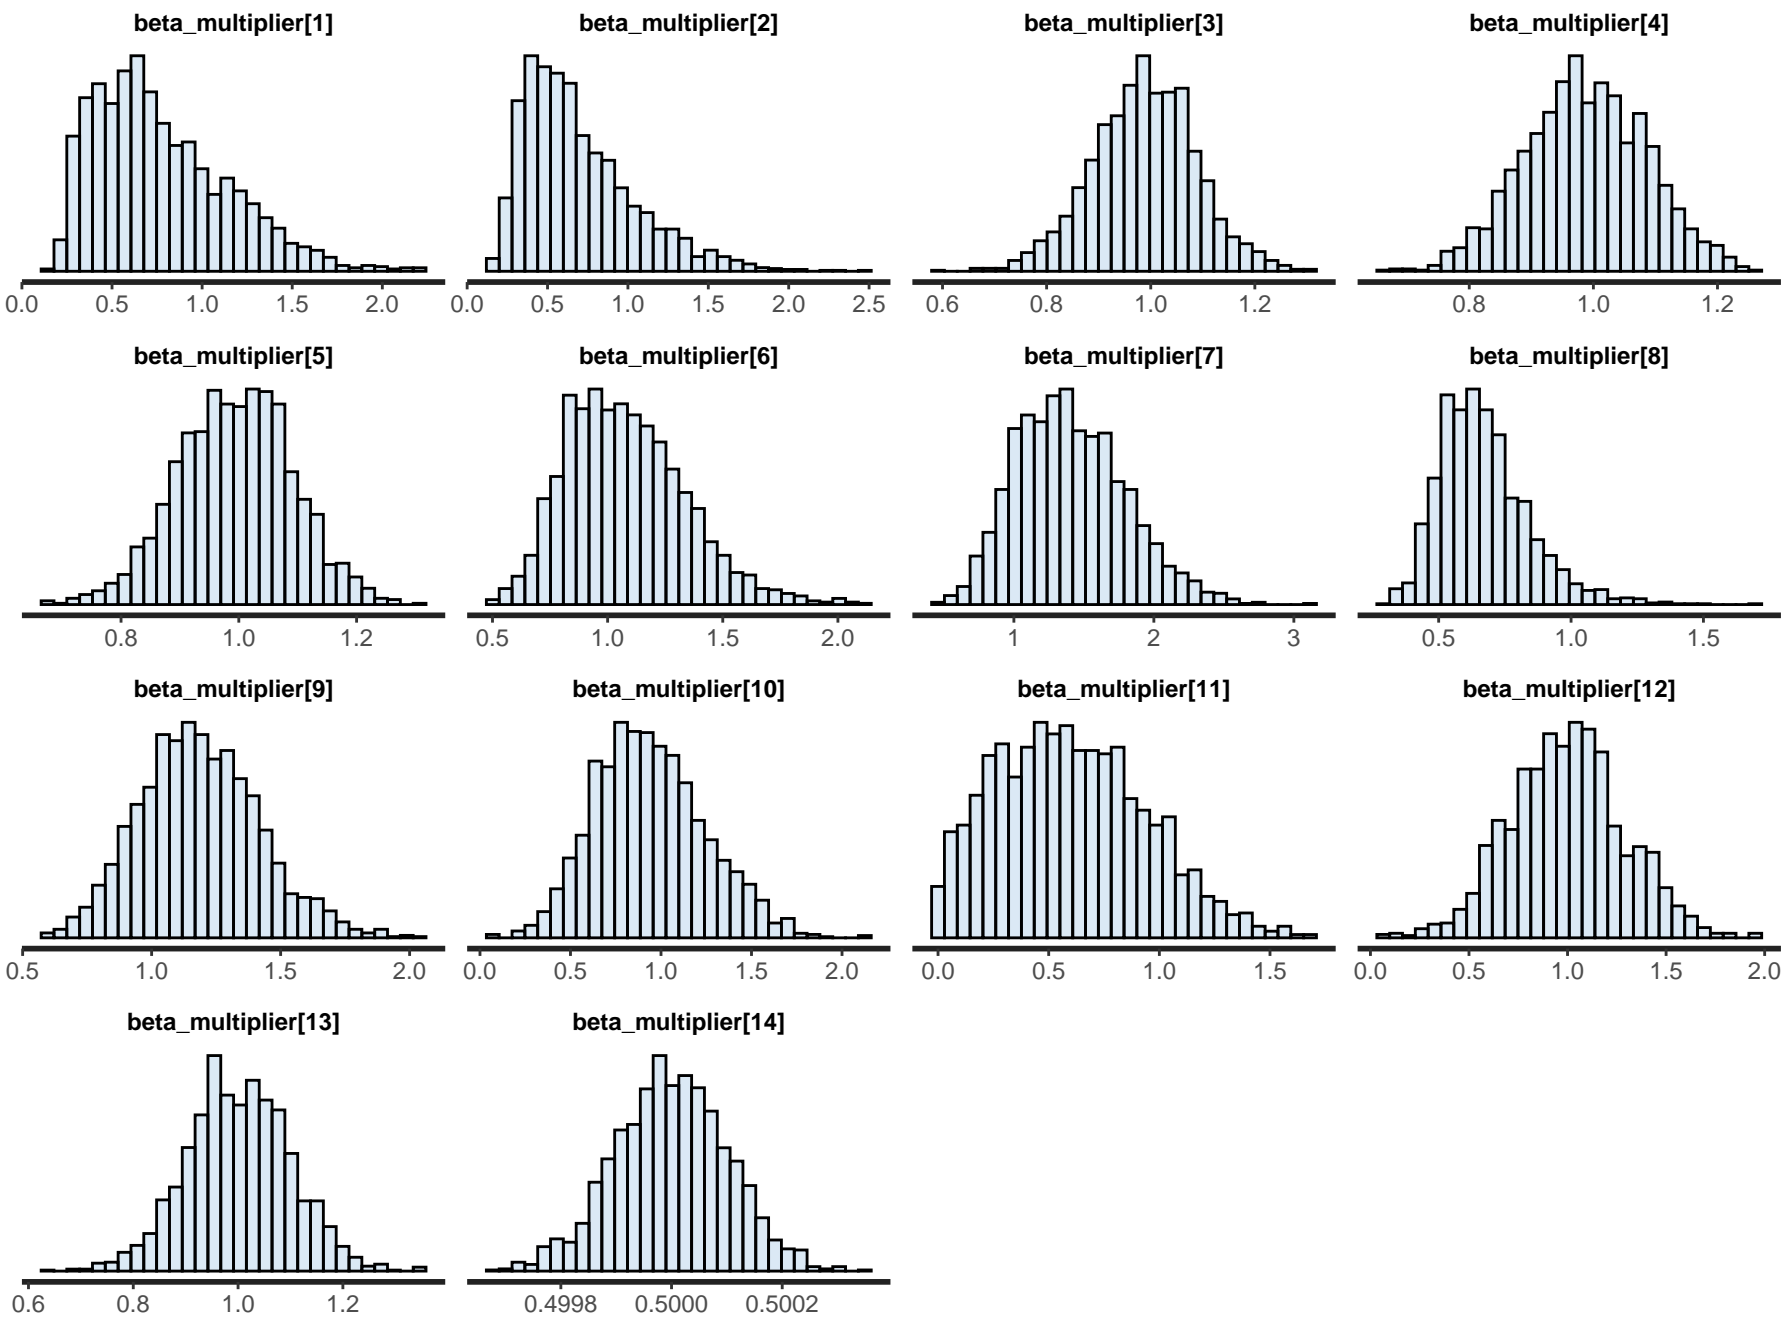 beta_multiplier[1] beta_multiplier[2] beta_multiplier[3] beta_multiplier[4]
0.0 0.5 1.0 1.5 2.0 0.0 0.5 1.0 1.5 2.0 2.5 0.6 0.8 1.0 1.2 0.8 1.0 1.2
beta_multiplier[5] beta_multiplier[6] beta_multiplier[7] beta_multiplier[8]
0.8 1.0 1.2 0.5 1.0 1.5 2.0 1 2 3 0.5 1.0 1.5
beta_multiplier[9] beta_multiplier[10] beta_multiplier[11] beta_multiplier[12]
0.5 1.0 1.5 2.0 0.0 0.5 1.0 1.5 2.0 0.0 0.5 1.0 1.5 0.0 0.5 1.0 1.5 2.0
beta_multiplier[13] beta_multiplier[14]
0.6 0.8 1.0 1.2 0.4998 0.5000 0.5002